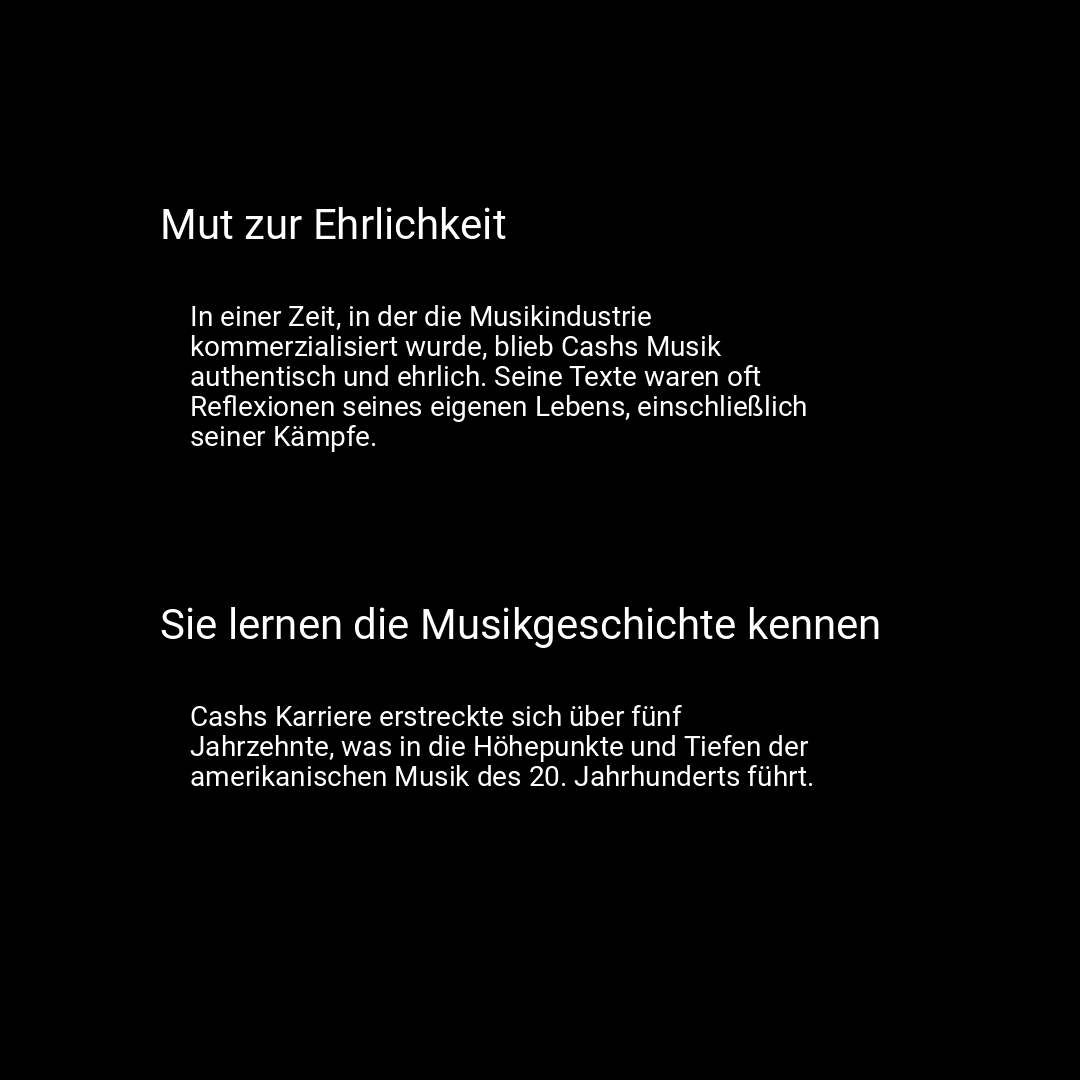 Mut zur Ehrlichkeit
In einer Zeit, in der die Musikindustrie
kommerzialisiert wurde, blieb Cashs Musik
authentisch und ehrlich. Seine Texte waren oft
Reflexionen seines eigenen Lebens, einschließlich
seiner Kämpfe.
Sie lernen die Musikgeschichte kennen
Cashs Karriere erstreckte sich über fünf
Jahrzehnte, was in die Höhepunkte und Tiefen der
amerikanischen Musik des 20. Jahrhunderts führt.